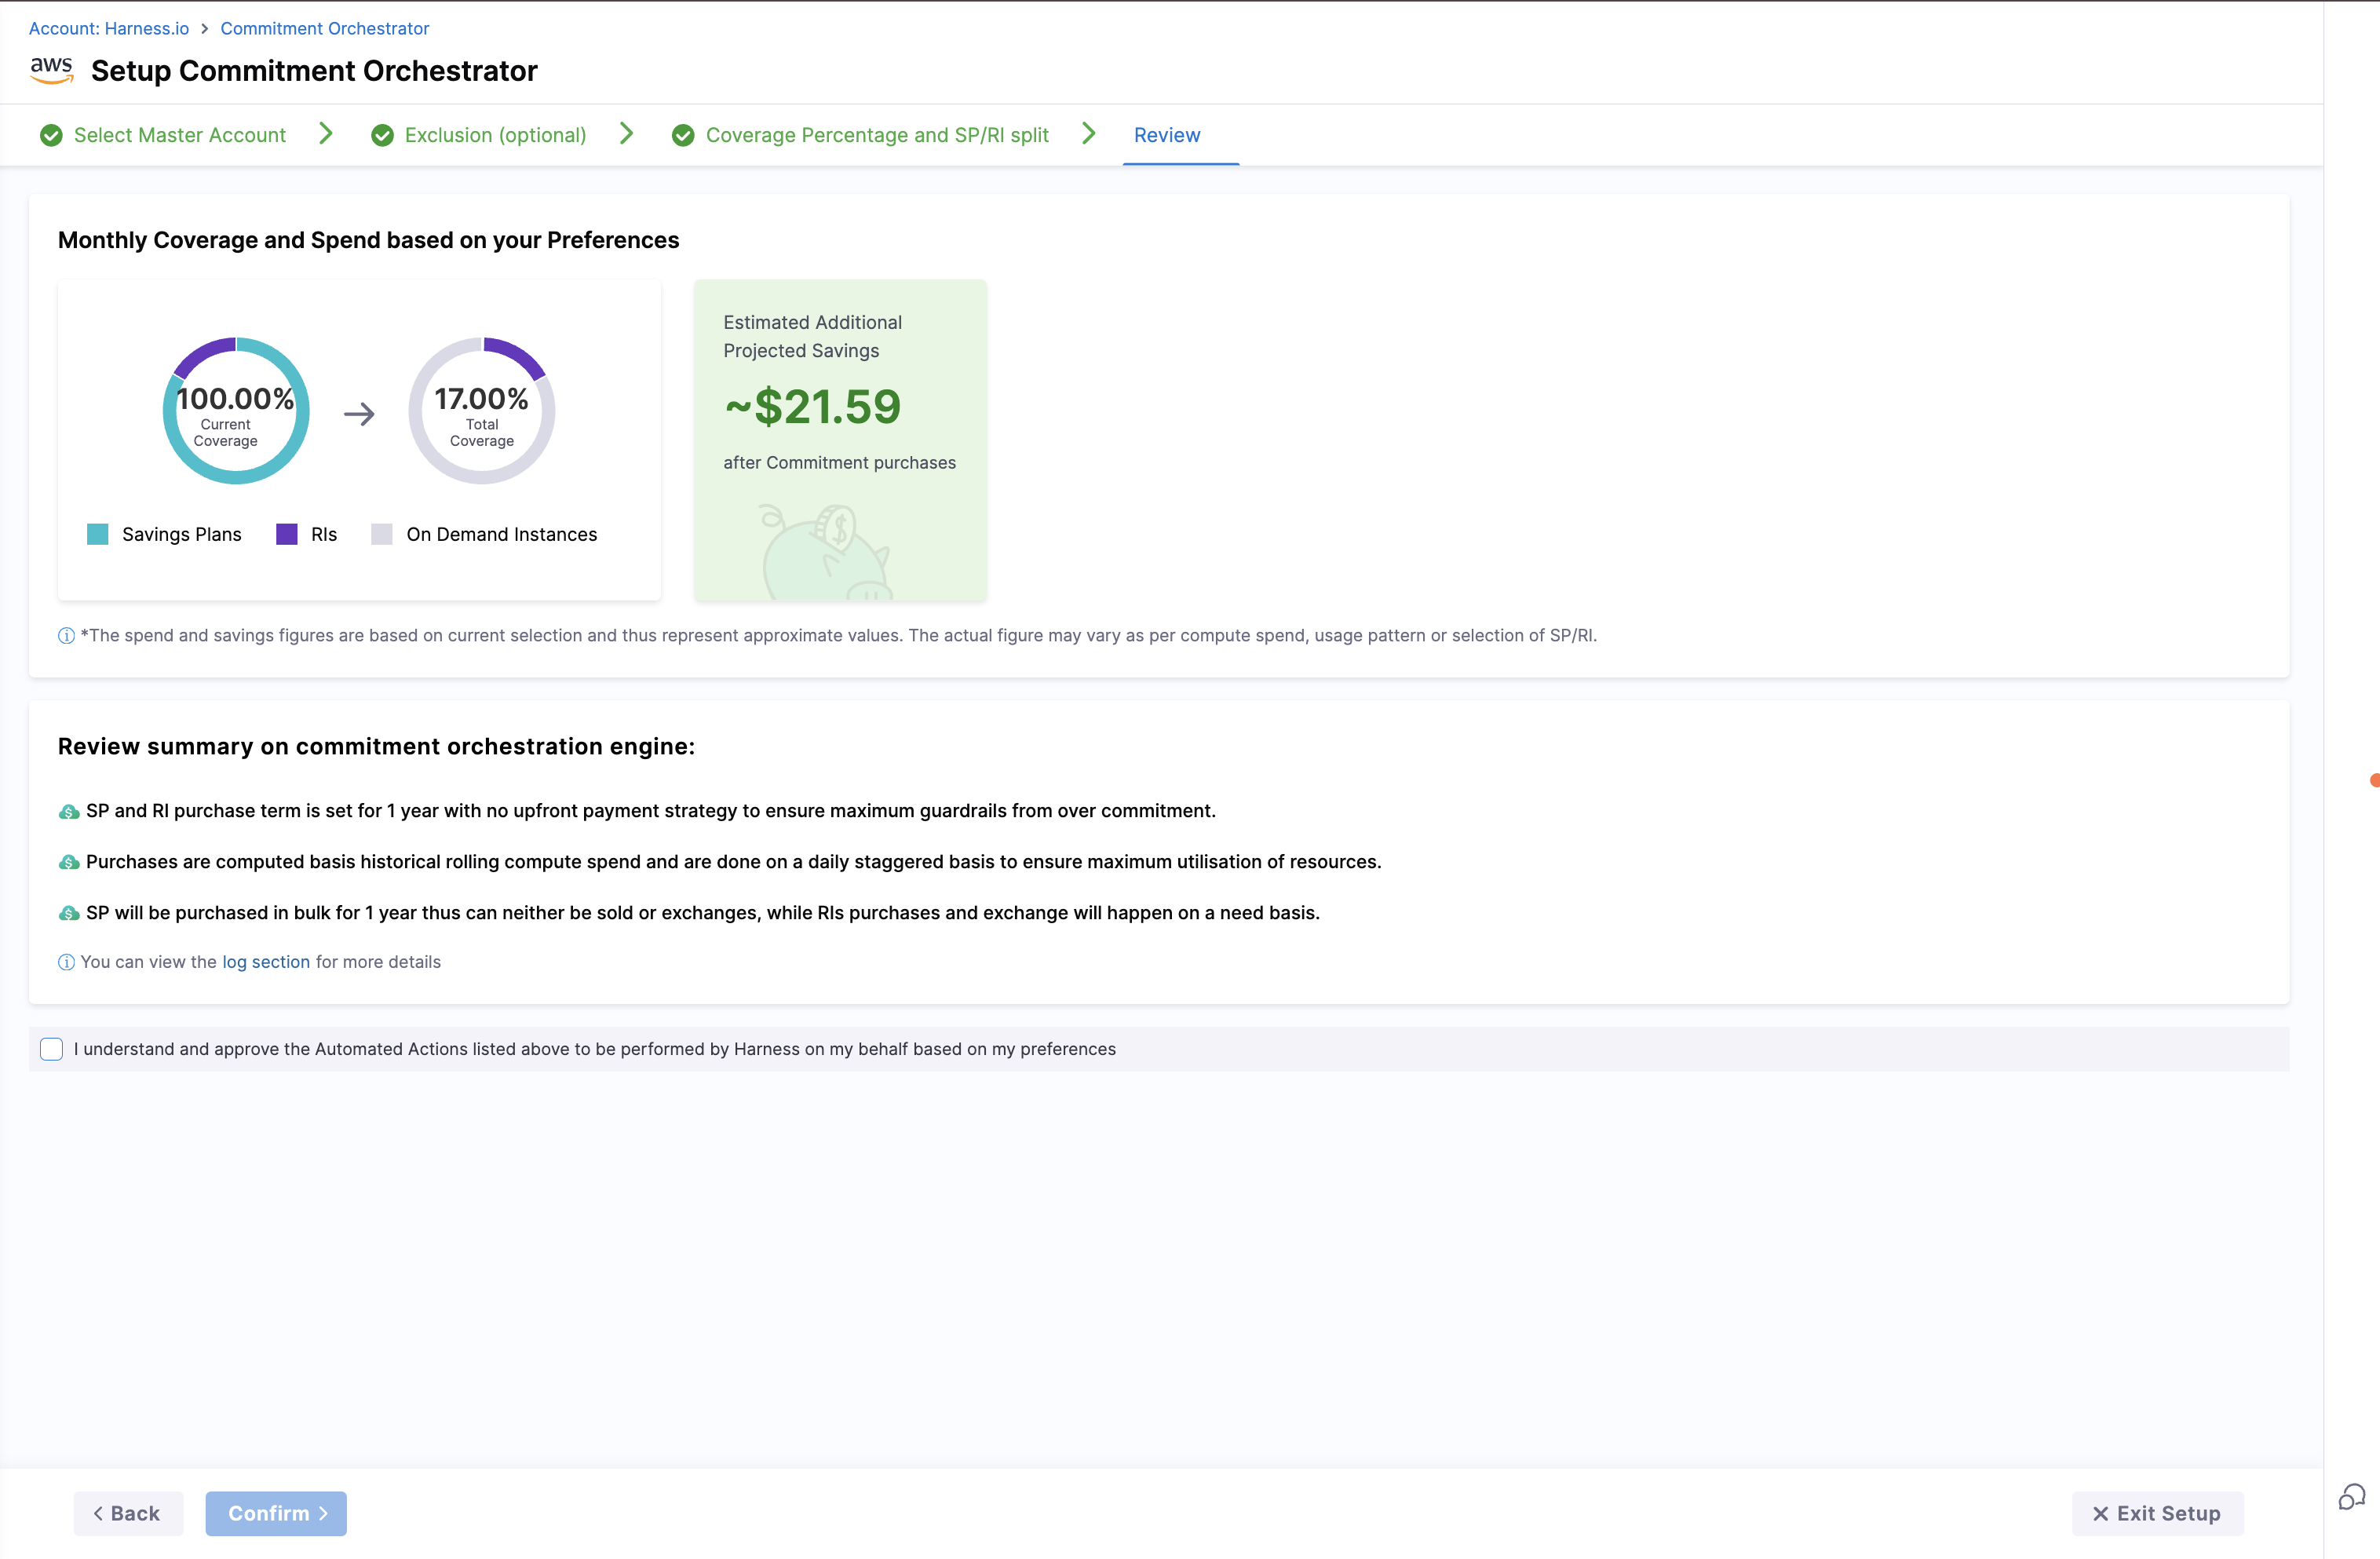 Account: Harness.io > Commitment Orchestrator
aws Setup Commitment Orchestrator
Select Master Account
Exclusion (optional)
Coverage Percentage and SP/RI split
Review
Monthly Coverage and Spend based on your Preferences
100.00%
Current
Coverage
17.00%
Total
Coverage
Savings Plans
RIs
On Demand Instances
Estimated Additional
Projected Savings
~$21.59
after Commitment purchases
*The spend and savings figures are based on current selection and thus represent approximate values. The actual figure may vary as per compute spend, usage pattern or selection of SP/RI.
Review summary on commitment orchestration engine:
SP and RI purchase term is set for 1 year with no upfront payment strategy to ensure maximum guardrails from over commitment.
Purchases are computed basis historical rolling compute spend and are done on a daily staggered basis to ensure maximum utilisation of resources.
SP will be purchased in bulk for 1 year thus can neither be sold or exchanges, while RIs purchases and exchange will happen on a need basis.
You can view the log section for more details
I understand and approve the Automated Actions listed above to be performed by Harness on my behalf based on my preferences
Back
Confirm
Exit Setup